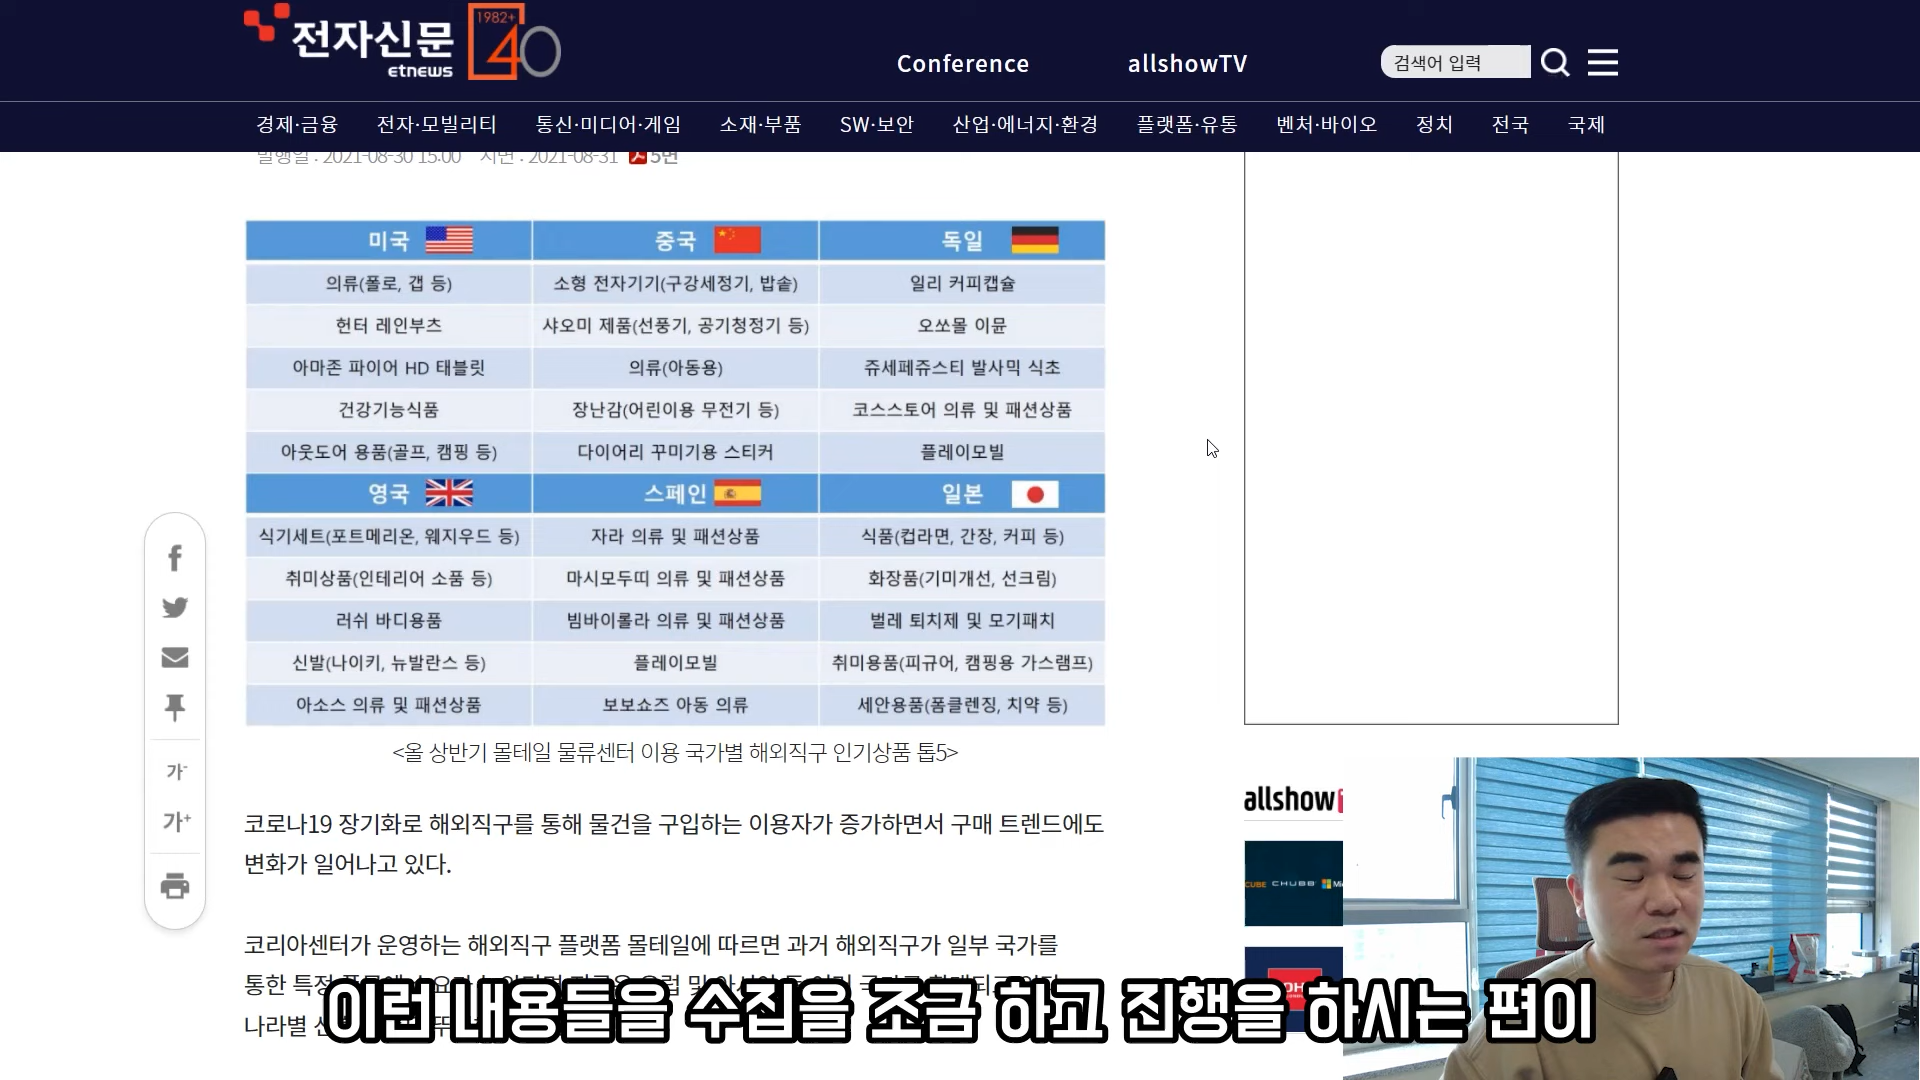 전자신문
etnews
1982+
40
Conference
allshowTV
검색어 입력
경제·금융 전자·모빌리티 통신·미디어·게임 소재·부품 SW·보안 산업·에너지·환경 플랫폼·유통 벤처·바이오 정치 전국 국제
발행일 : 2021-08-30 15:00 지면 : 2021-08-31 5면
미국 중국 독일
의류(폴로, 갭 등) 소형 전자기기(구강세정기, 밥솥) 일리 커피캡슐
헌터 레인부츠 샤오미 제품(선풍기, 공기청정기 등) 오쏘몰 이뮨
아마존 파이어 HD 태블릿 의류(아동용) 쥬세페쥬스티 발사믹 식초
건강기능식품 장난감(어린이용 무전기 등) 코스스토어 의류 및 패션상품
아웃도어 용품(골프, 캠핑 등) 다이어리 꾸미기용 스티커 플레이모빌
영국 스페인 일본
식기세트(포트메리온, 웨지우드 등) 자라 의류 및 패션상품 식품(컵라면, 간장, 커피 등)
취미상품(인테리어 소품 등) 마시모두띠 의류 및 패션상품 화장품(기미개선, 선크림)
러쉬 바디용품 빔바이롤라 의류 및 패션상품 벌레 퇴치제 및 모기패치
신발(나이키, 뉴발란스 등) 플레이모빌 취미용품(피규어, 캠핑용 가스램프)
아소스 의류 및 패션상품 보보쇼즈 아동 의류 세안용품(폼클렌징, 치약 등)
<올 상반기 몰테일 물류센터 이용 국가별 해외직구 인기상품 톱5>
가-
가+
코로나19 장기화로 해외직구를 통해 물건을 구입하는 이용자가 증가하면서 구매 트렌드에도
변화가 일어나고 있다.
코리아센터가 운영하는 해외직구 플랫폼 몰테일에 따르면 과거 해외직구가 일부 국가를
통한 특정
나라별
allshow
CUBE CHUBB
이런 내용들을 수집을 조금 하고 진행을 하시는 편이